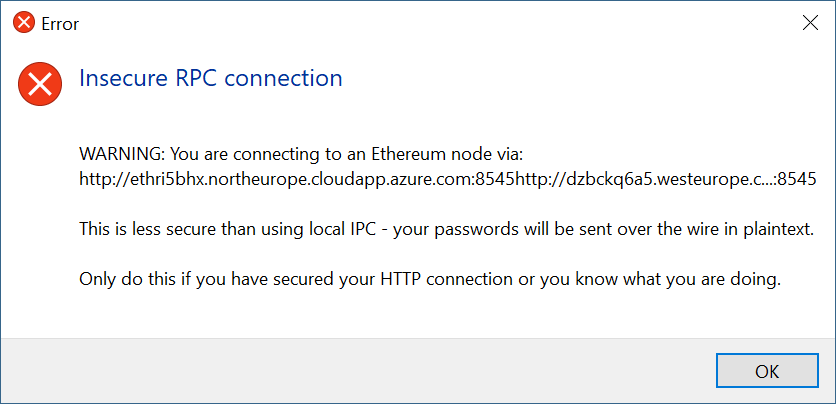 Error
Insecure RPC connection
WARNING: You are connecting to an Ethereum node via:
http://ethri5bhx.northeurope.cloudapp.azure.com:8545http://dzbckq6a5.westeurope.c...:8545
This is less secure than using local IPC - your passwords will be sent over the wire in plaintext.
Only do this if you have secured your HTTP connection or you know what you are doing.
OK